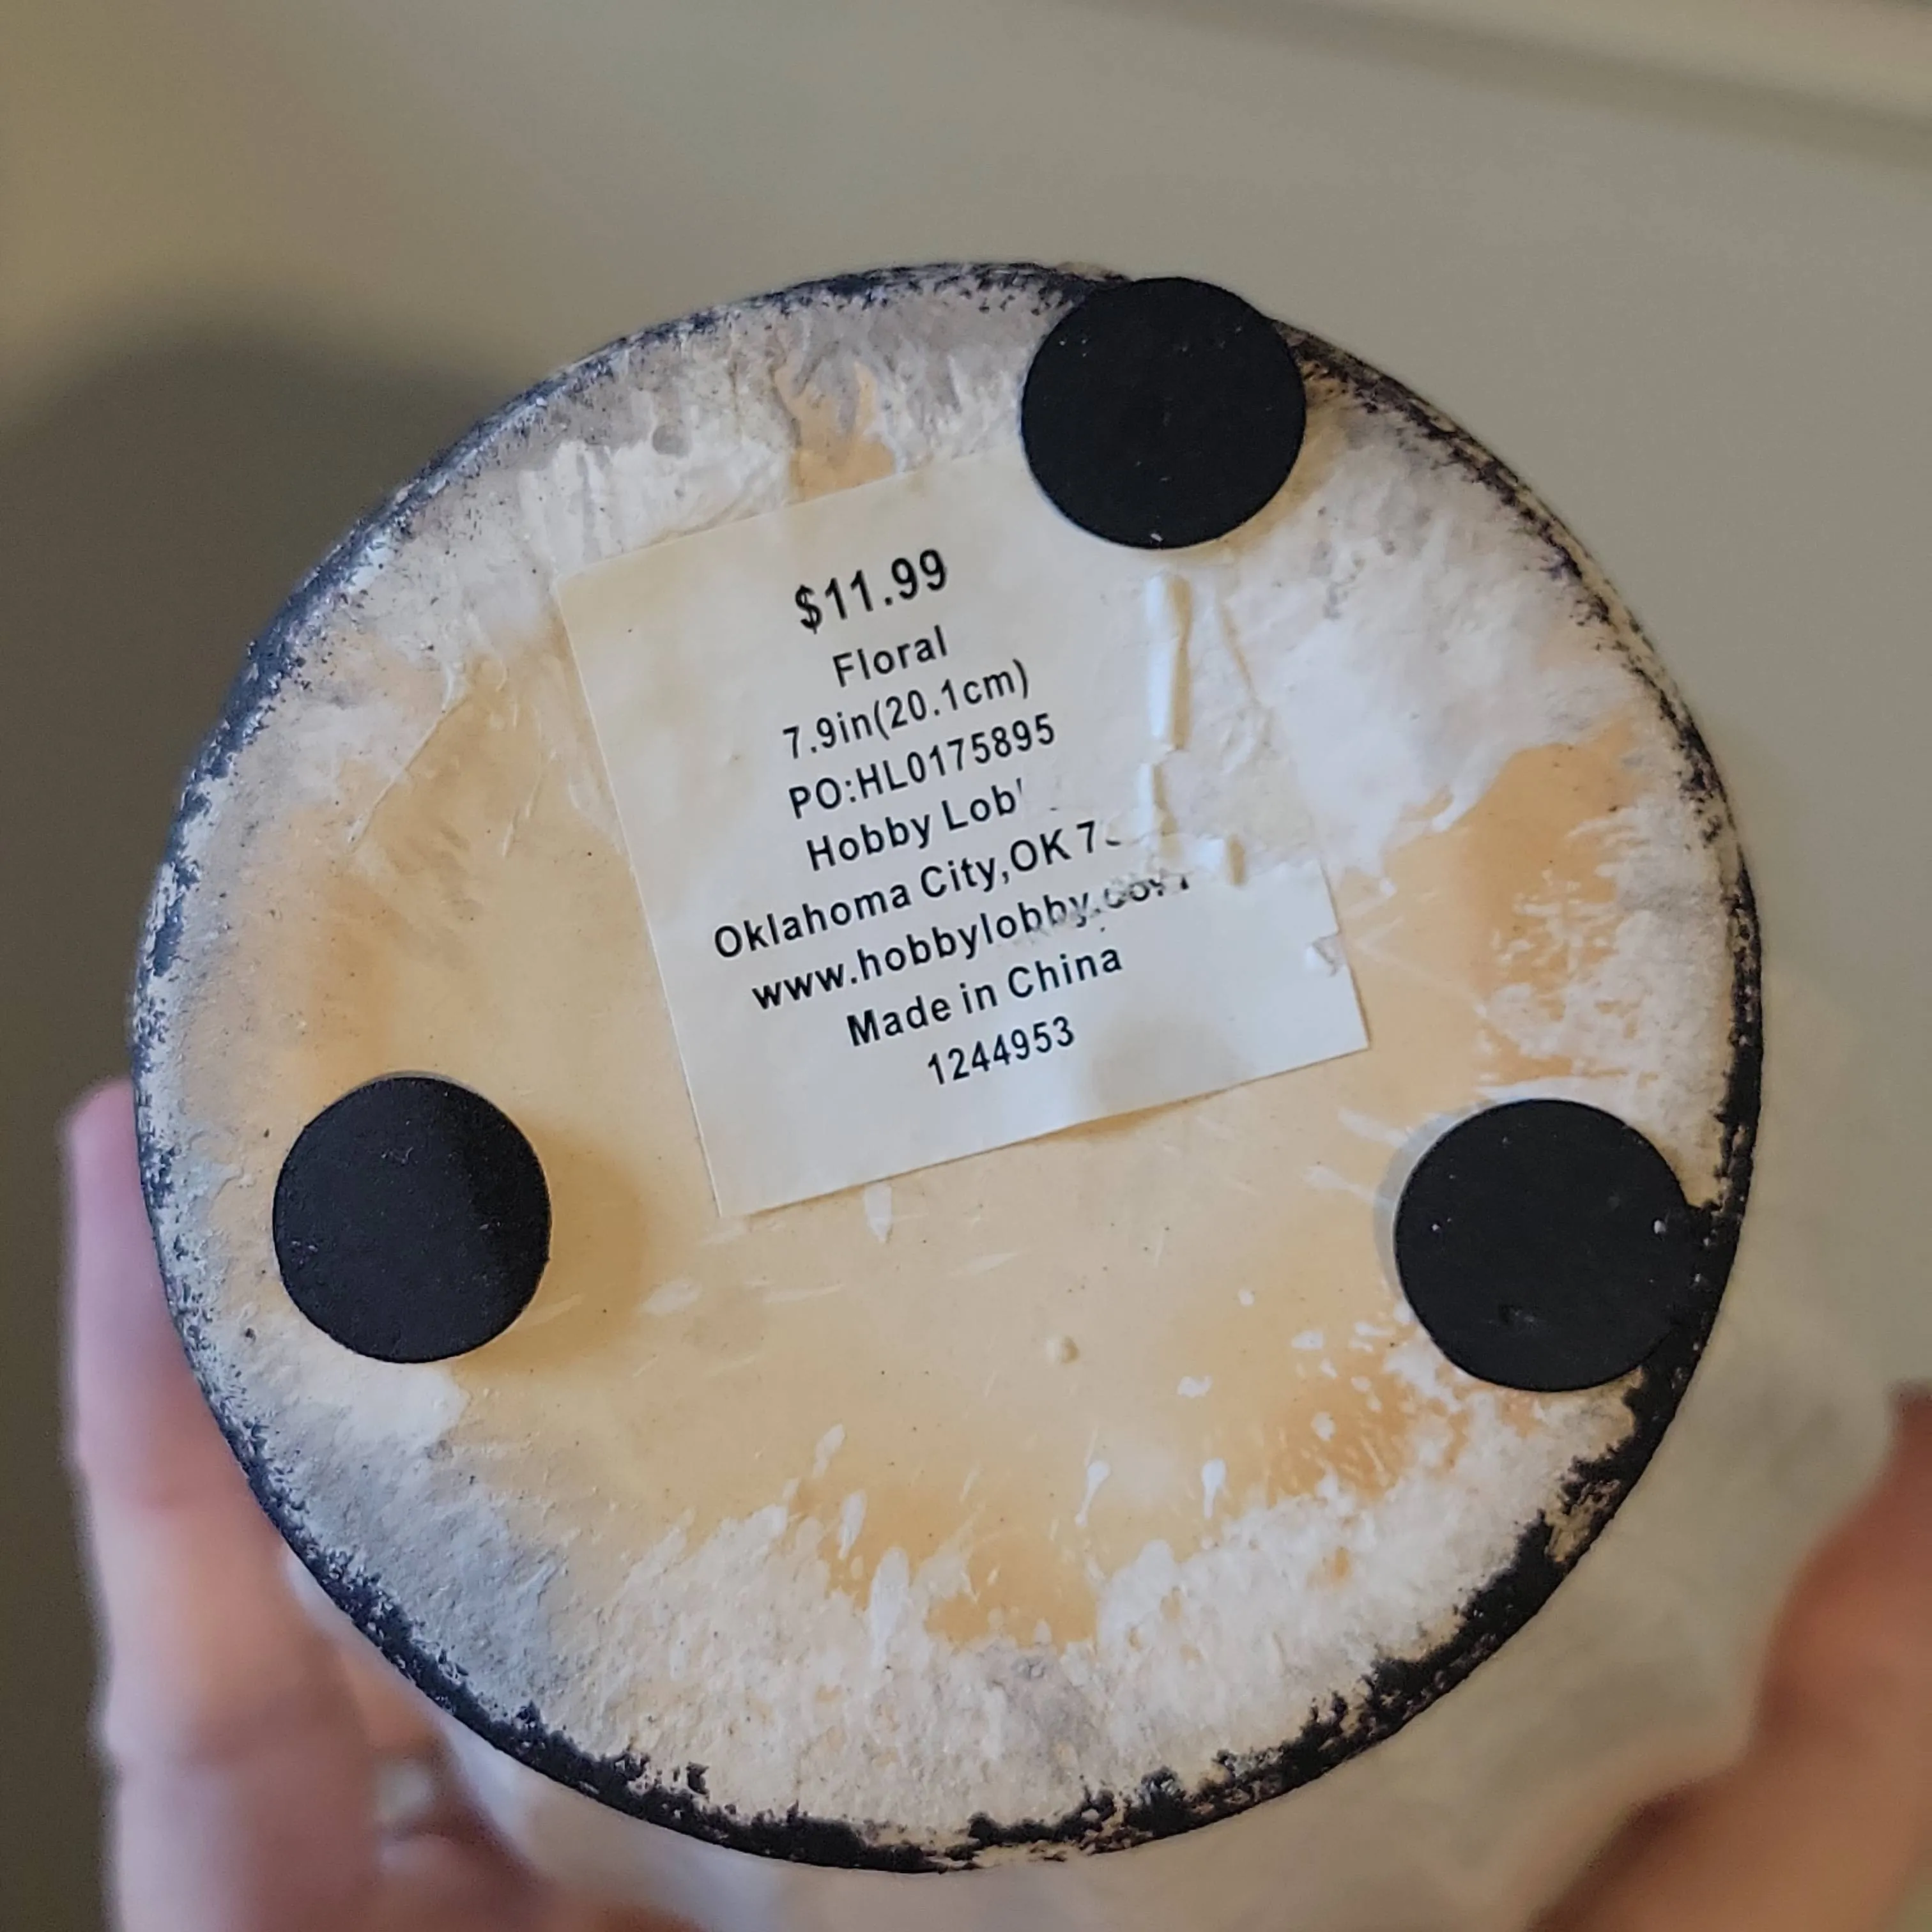 $11.99
Floral
7.9in(20.1cm)
PO:HL0175895
Hobby
Oklahoma City,OK
www.hobbylobby.com
Made in China
1244953